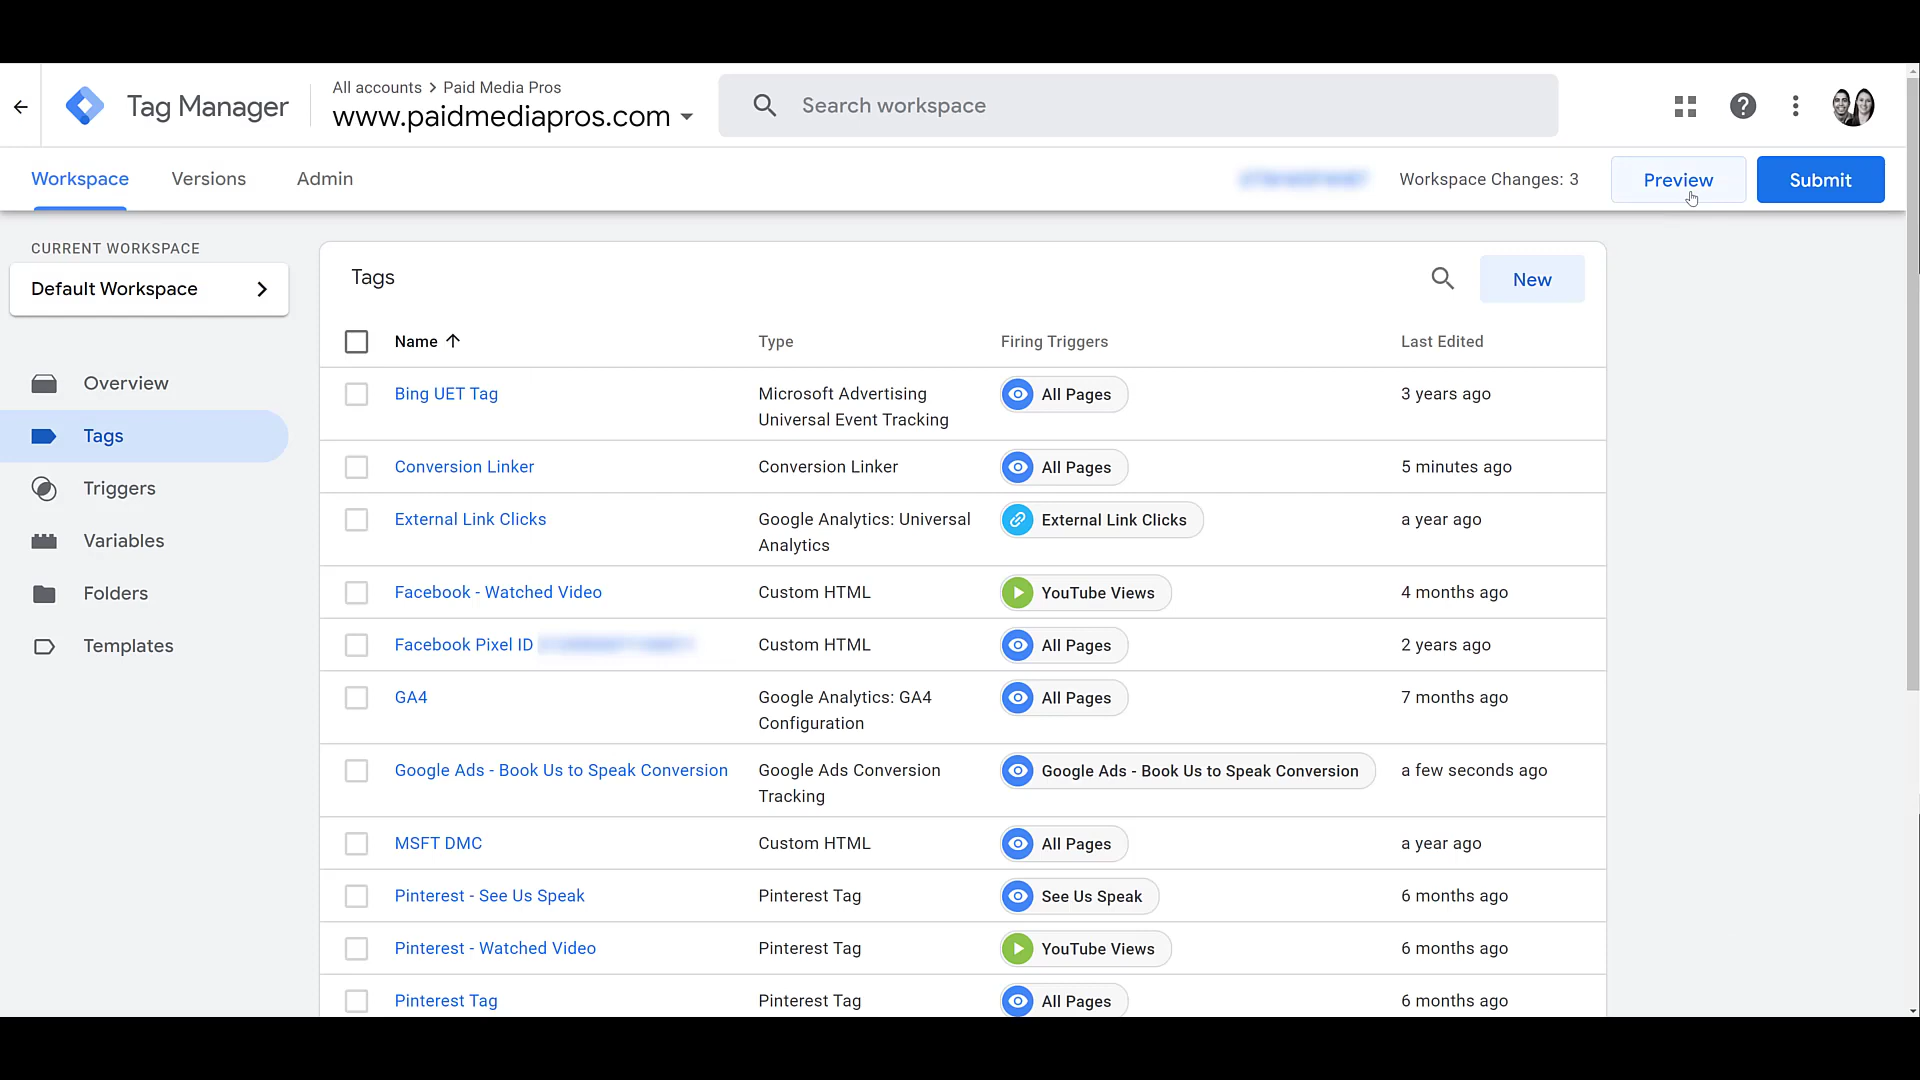 All accounts > Paid Media Pros
Tag Manager
www.paidmediapros.com
Search workspace
Workspace
Versions
Admin
Workspace Changes: 3
Preview
Submit
CURRENT WORKSPACE
Default Workspace
Overview
Tags
Triggers
Variables
Folders
Templates
Tags
New
Name Type Firing Triggers Last Edited
Bing UET Tag Microsoft Advertising All Pages 3 years ago
Universal Event Tracking
Conversion Linker Conversion Linker All Pages 5 minutes ago
External Link Clicks Google Analytics: Universal External Link Clicks a year ago
Analytics
Facebook - Watched Video Custom HTML YouTube Views 4 months ago
Facebook Pixel ID Custom HTML All Pages 2 years ago
GA4 Google Analytics: GA4 All Pages 7 months ago
Configuration
Google Ads - Book Us to Speak Conversion Google Ads Conversion Google Ads - Book Us to Speak Conversion a few seconds ago
Tracking
MSFT DMC Custom HTML All Pages a year ago
Pinterest - See Us Speak Pinterest Tag See Us Speak 6 months ago
Pinterest - Watched Video Pinterest Tag YouTube Views 6 months ago
Pinterest Tag Pinterest Tag All Pages 6 months ago